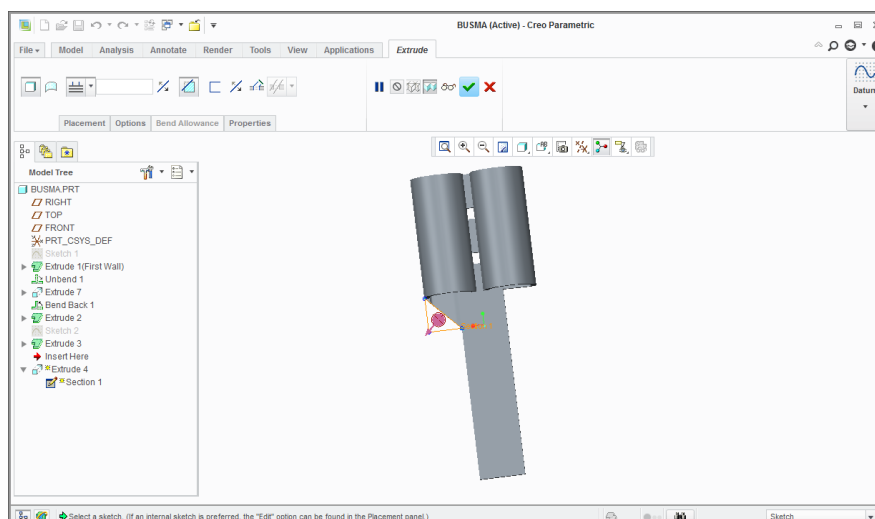 BUSMA (Active) - Creo Parametric
File Model Analysis Annotate Render Tools View Applications Extrude
Datum
Placement Options Bend Allowance Properties
Model Tree
BUSMA.PRT
RIGHT
TOP
FRONT
PRT_CSYS_DEF
Sketch 1
Extrude 1(First Wall)
Unbend 1
Extrude 7
Bend Back 1
Extrude 2
Sketch 2
Extrude 3
Insert Here
Extrude 4
Section 1
Select a sketch. (If an internal sketch is preferred, the "Edit" option can be found in the Placement panel.)
Sketch